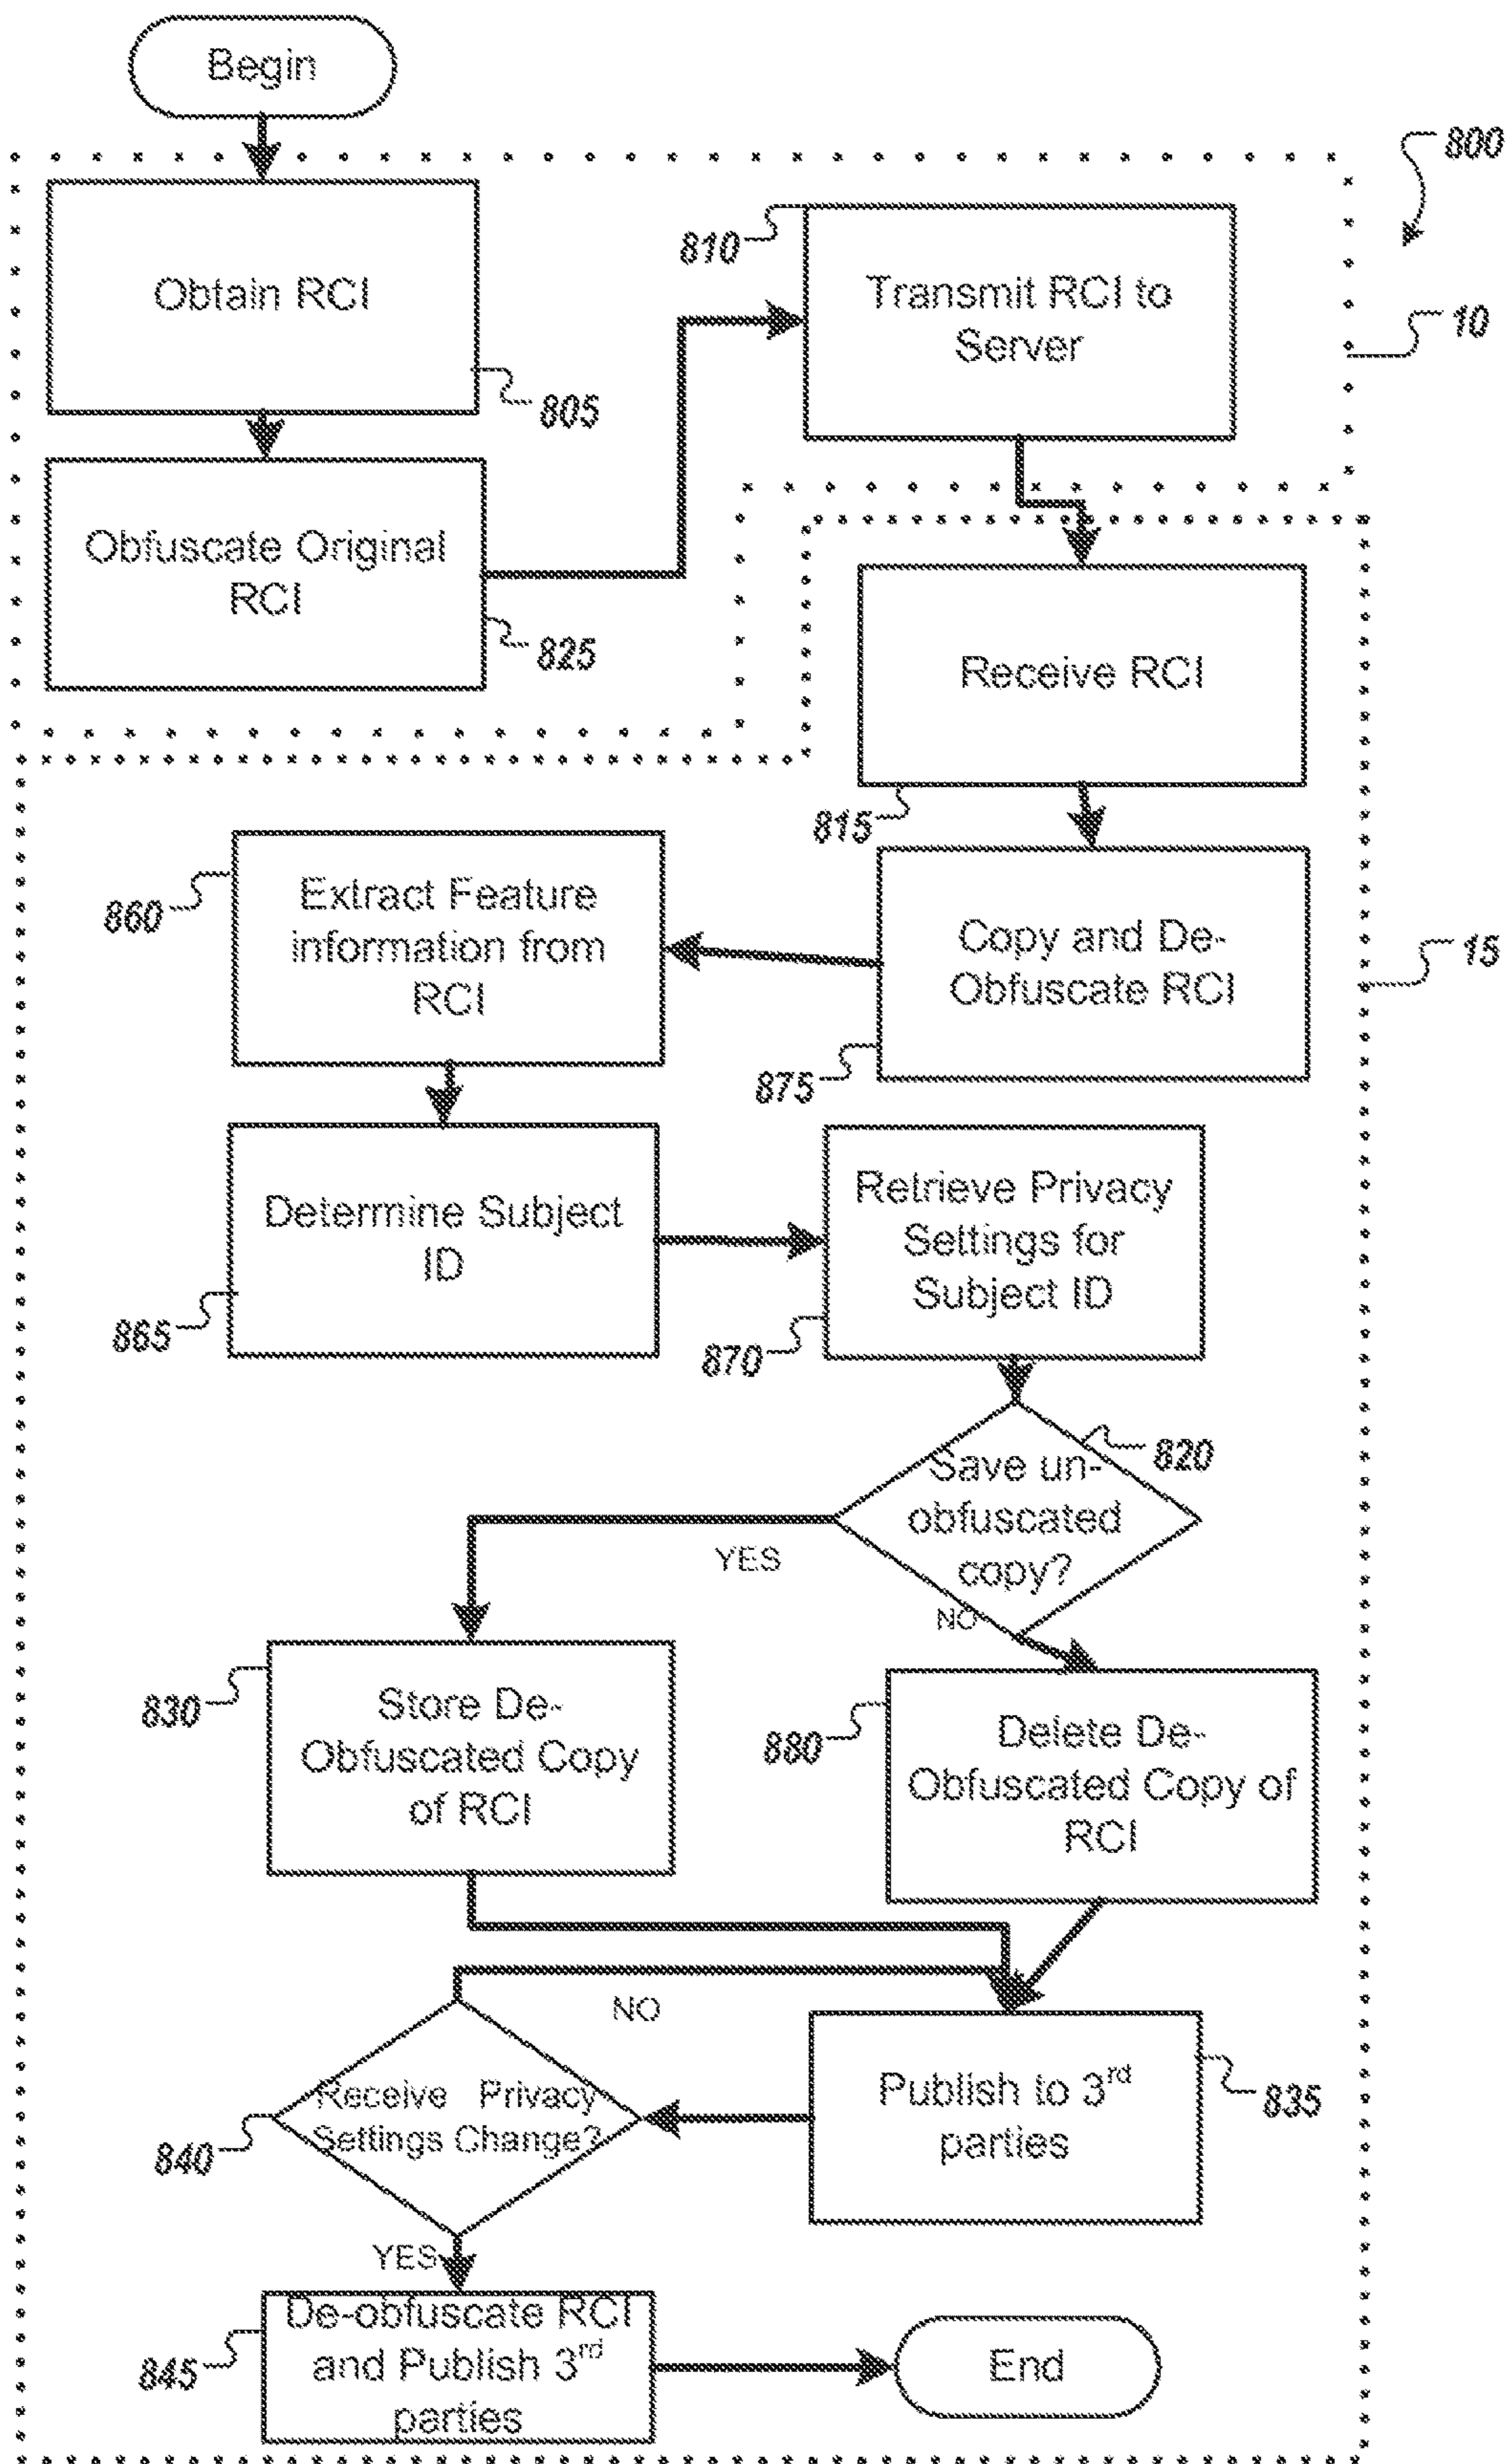 Begin
800
810
Obtain RCI
Transmit RCI to
Server
10
805
Obfuscate Original
RCI
825
Receive RCI
815
860
Extract Feature
information from
RCI
Copy and De-
Obfuscate RCI
15
875
Determine Subject
ID
865
Retrieve Privacy
Settings for
Subject ID
870
820
Save un-
obfuscated
copy?
YES
NO
830
Store De-
Obfuscated Copy
of RCI
880
Delete De-
Obfuscated Copy of
RCI
NO
Receive Privacy
Settings Change?
840
Publish to 3rd
parties
835
YES
De-obfuscate RCI
and Publish 3rd
parties
845
End